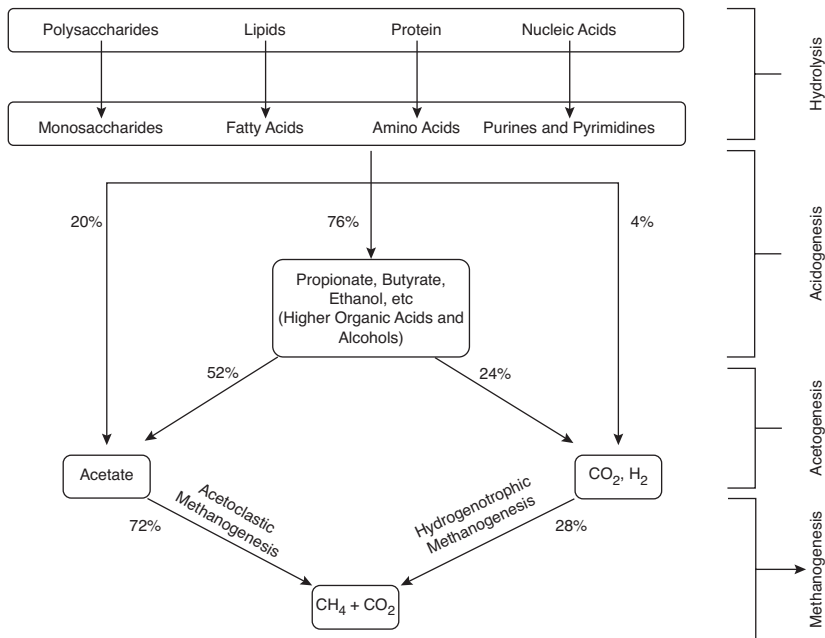 Polysaccharides Lipids Protein Nucleic Acids
Hydrolysis
Monosaccharides Fatty Acids Amino Acids Purines and Pyrimidines
20% 76% 4%
Acidogenesis
Propionate, Butyrate,
Ethanol, etc
(Higher Organic Acids and
Alcohols)
52% 24%
Acetogenesis
Acetate CO₂, H₂
Acetoclastic
Methanogenesis
72%
Hydrogenotrophic
Methanogenesis
28%
Methanogenesis
CH₄ + CO₂